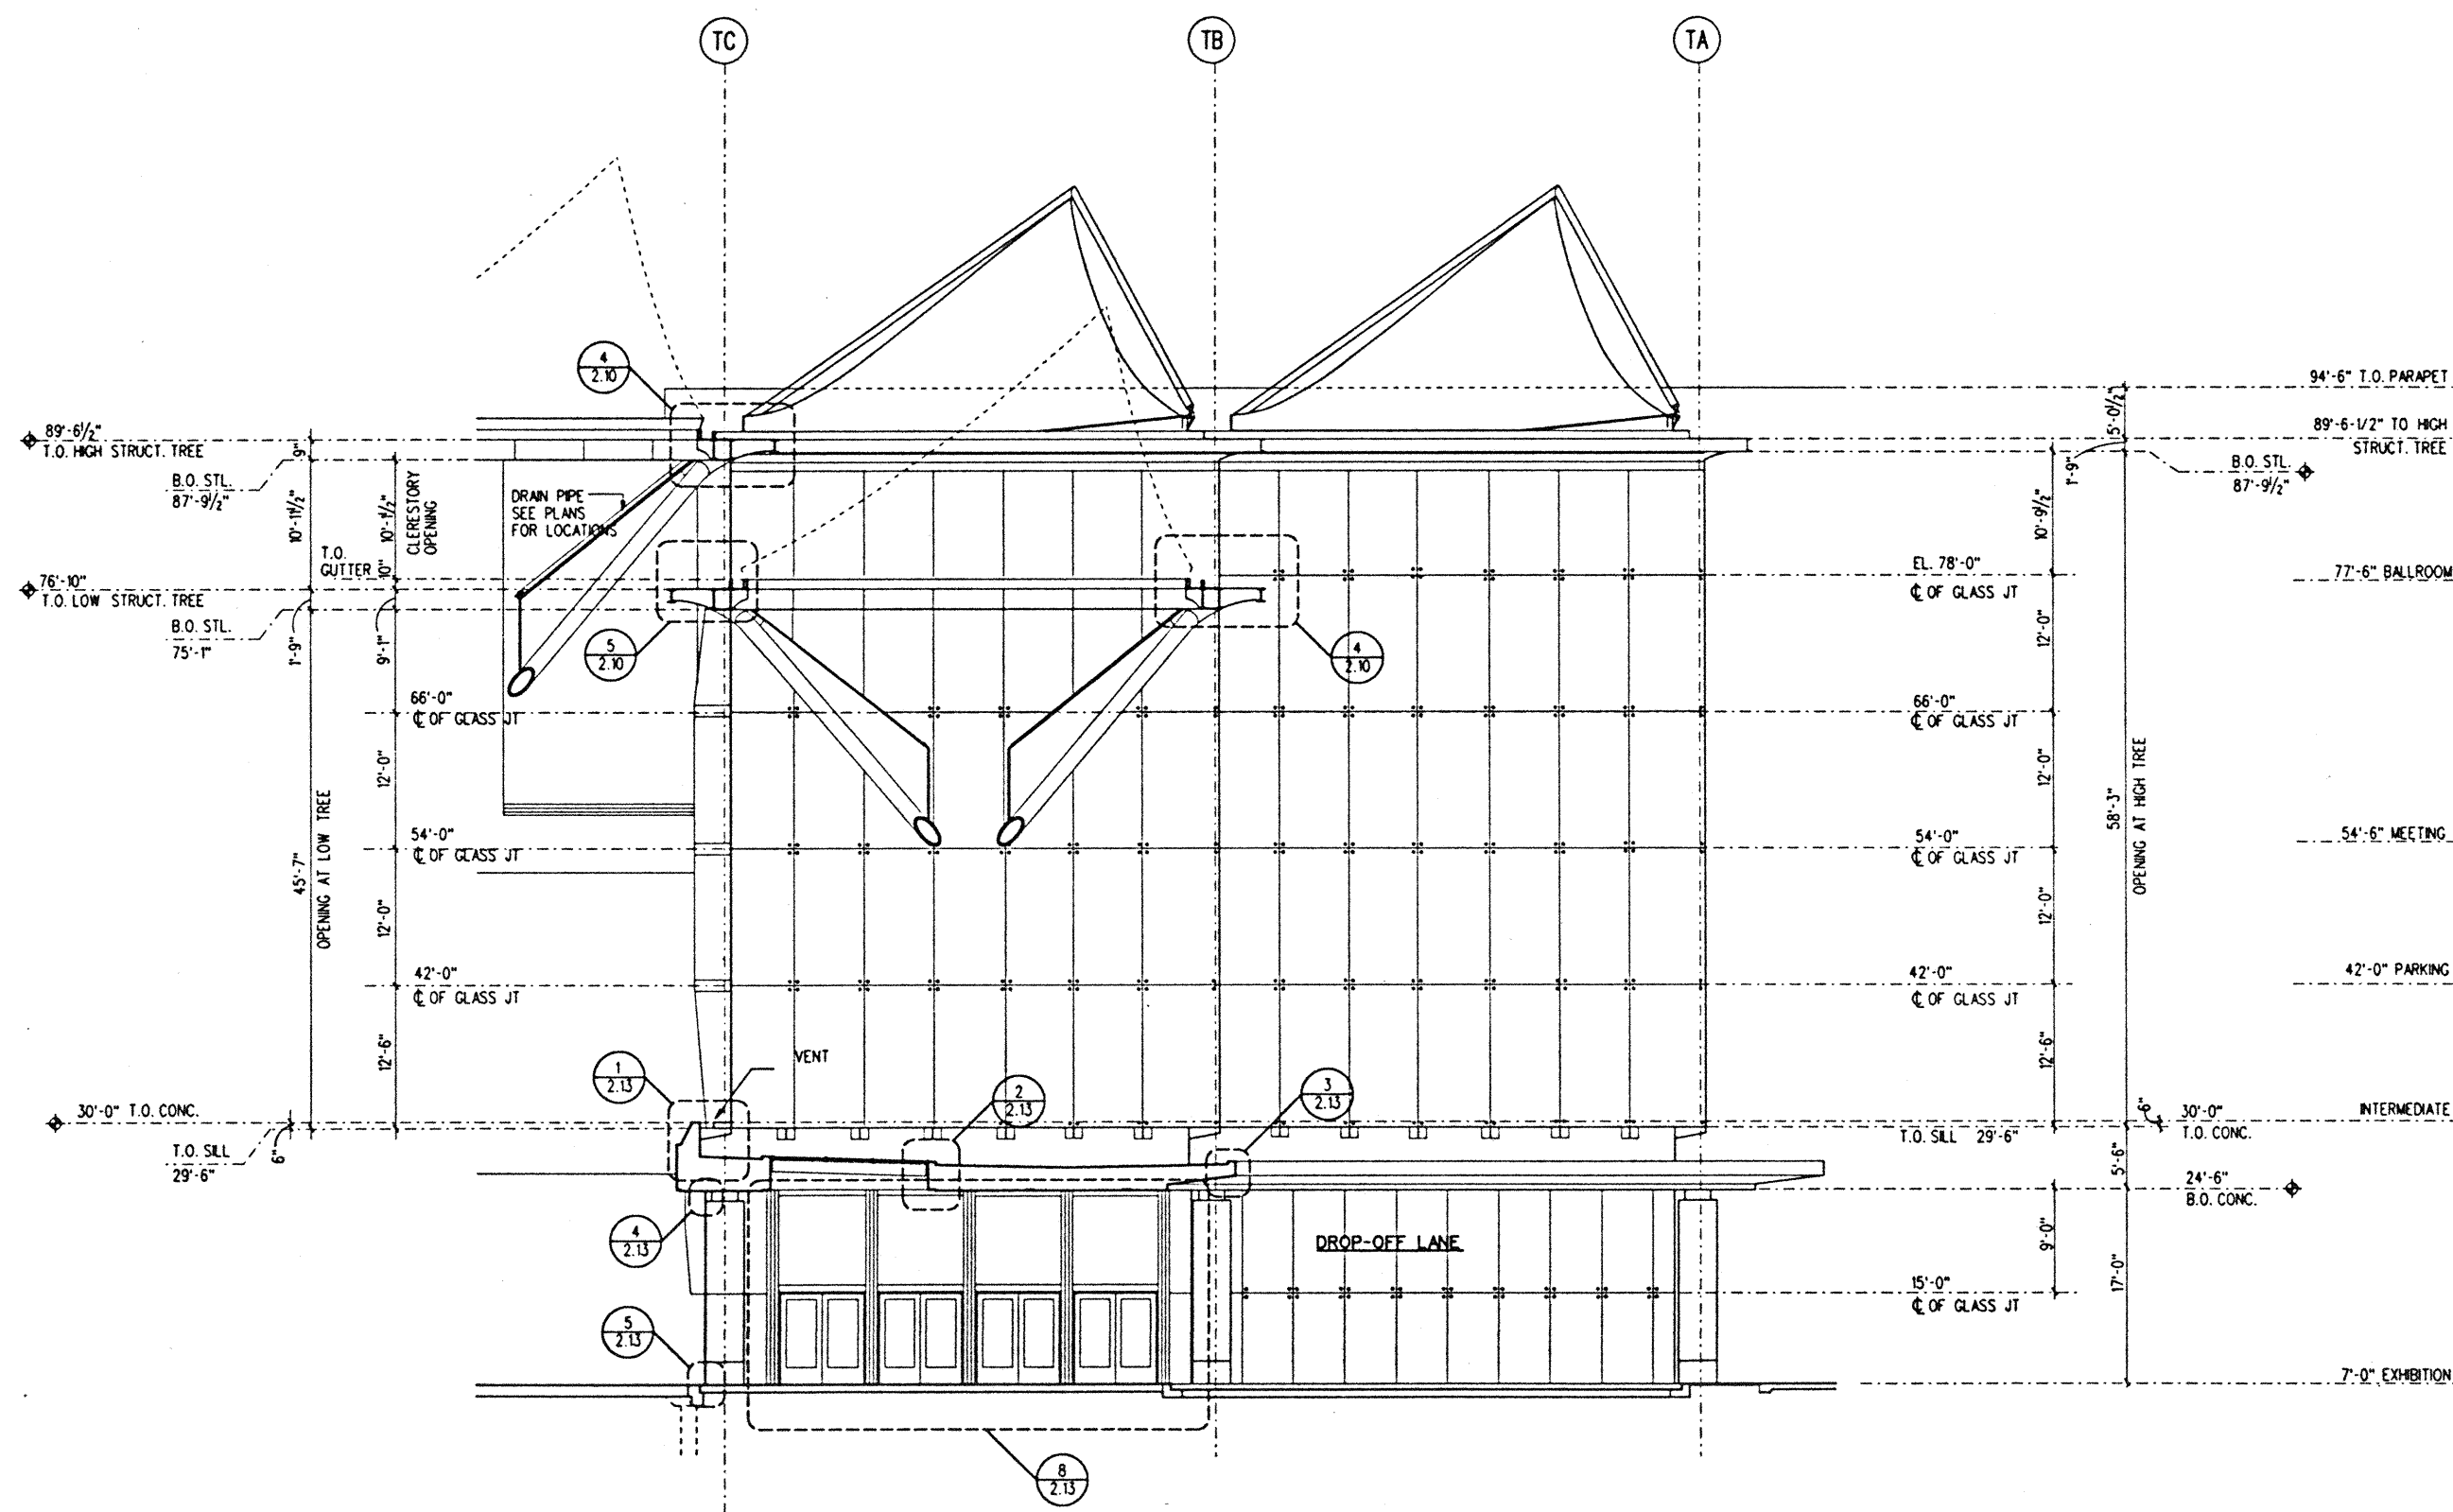 TC
TB
TA
4
2.10
94'-6" T.O. PARAPET
5'-0 1/2"
89'-6 1/2"
T.O. HIGH STRUCT. TREE
9"
89'-6-1/2" TO HIGH
STRUCT. TREE
1'-9"
B.O. STL.
87'-9 1/2"
B.O. STL.
87'-9 1/2"
DRAIN PIPE
SEE PLANS
FOR LOCATIONS
10'-11 1/2"
10'-1/2"
CLERESTORY
OPENING
10'-9 1/2"
T.O.
GUTTER
10"
EL. 78'-0"
℄ OF GLASS JT
77'-6" BALLROOM
76'-10"
T.O. LOW STRUCT. TREE
B.O. STL.
75'-1"
1'-9"
9'-1"
12'-0"
5
2.10
4
2.10
66'-0"
℄ OF GLASS JT
66'-0"
℄ OF GLASS JT
12'-0"
12'-0"
45'-7"
OPENING AT LOW TREE
58'-3"
OPENING AT HIGH TREE
54'-0"
℄ OF GLASS JT
54'-0"
℄ OF GLASS JT
54'-6" MEETING
12'-0"
12'-0"
42'-0"
℄ OF GLASS JT
42'-0"
℄ OF GLASS JT
42'-0" PARKING
12'-6"
12'-6"
VENT
1
2.13
2
2.13
3
2.13
30'-0" T.O. CONC.
T.O. SILL
29'-6"
6"
T.O. SILL 29'-6"
6"
30'-0"
T.O. CONC.
INTERMEDIATE
5'-6"
24'-6"
B.O. CONC.
4
2.13
DROP-OFF LANE
9'-0"
17'-0"
15'-0"
℄ OF GLASS JT
5
2.13
7'-0" EXHIBITION
8
2.13